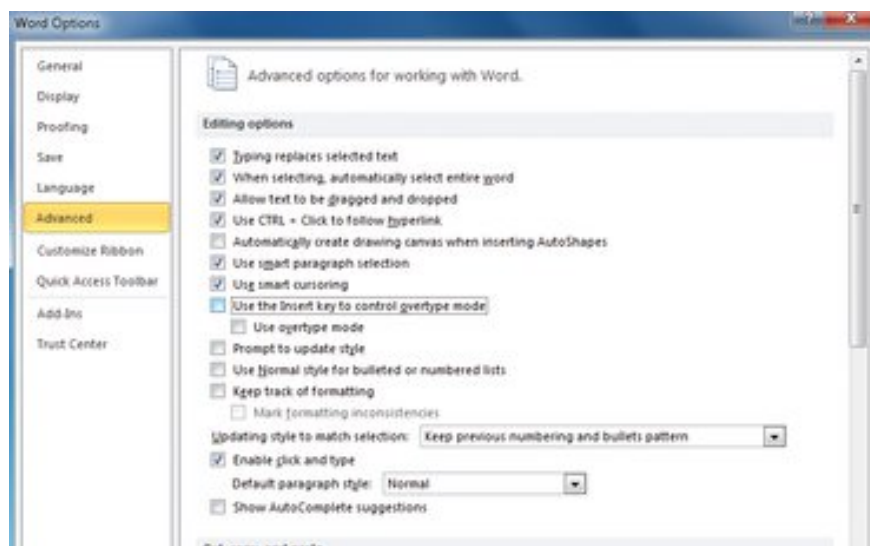 Word Options
General
Display
Proofing
Save
Language
Advanced
Customize Ribbon
Quick Access Toolbar
Add-Ins
Trust Center
Advanced options for working with Word.
Editing options
Typing replaces selected text
When selecting, automatically select entire word
Allow text to be dragged and dropped
Use CTRL + Click to follow hyperlink
Automatically create drawing canvas when inserting AutoShapes
Use smart paragraph selection
Use smart cursoring
Use the Insert key to control overtype mode
Use overtype mode
Prompt to update style
Use Normal style for bulleted or numbered lists
Keep track of formatting
Mark formatting inconsistencies
Updating style to match selection: Keep previous numbering and bullets pattern
Enable click and type
Default paragraph style: Normal
Show AutoComplete suggestions